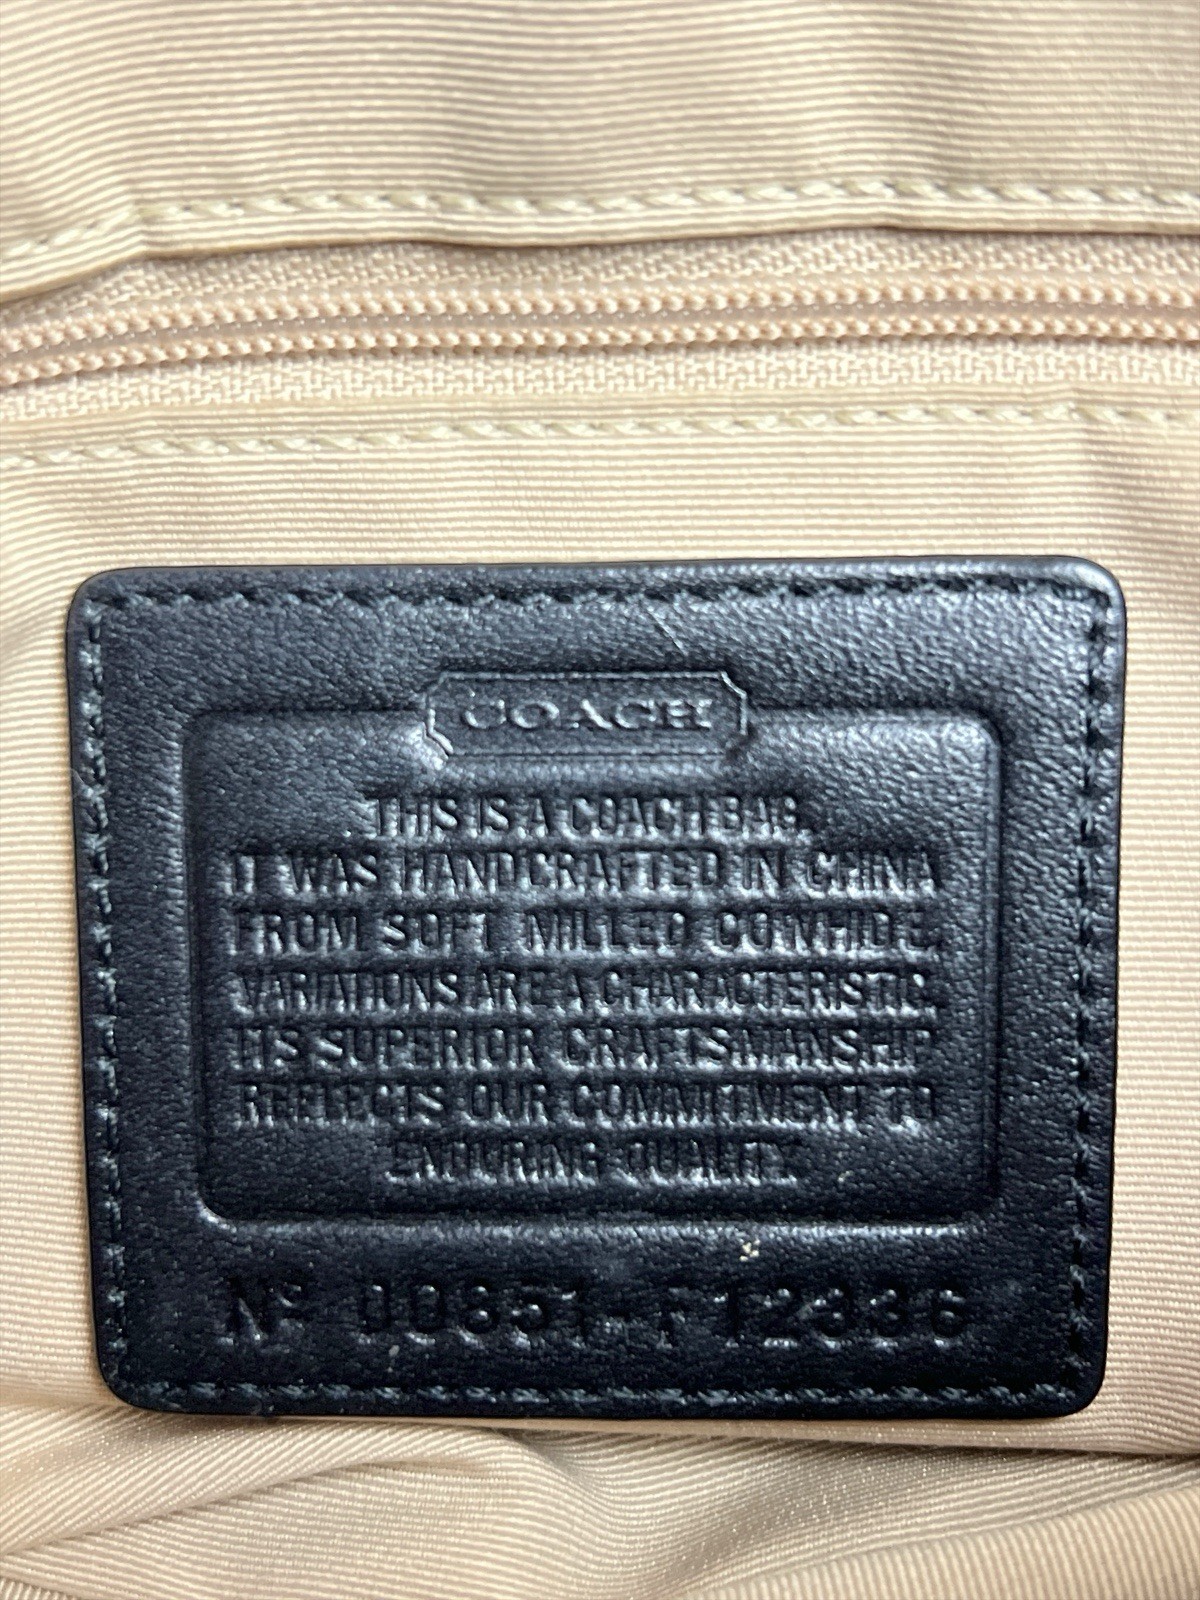 COACH
THIS IS A COACH BAG.
IT WAS HANDCRAFTED IN CHINA
FROM SOFT MILLED COWHIDE.
VARIATIONS ARE A CHARACTERISTIC.
ITS SUPERIOR CRAFTSMANSHIP
REFLECTS OUR COMMITMENT TO
ENDURING QUALITY.
Nº 00851-F12336